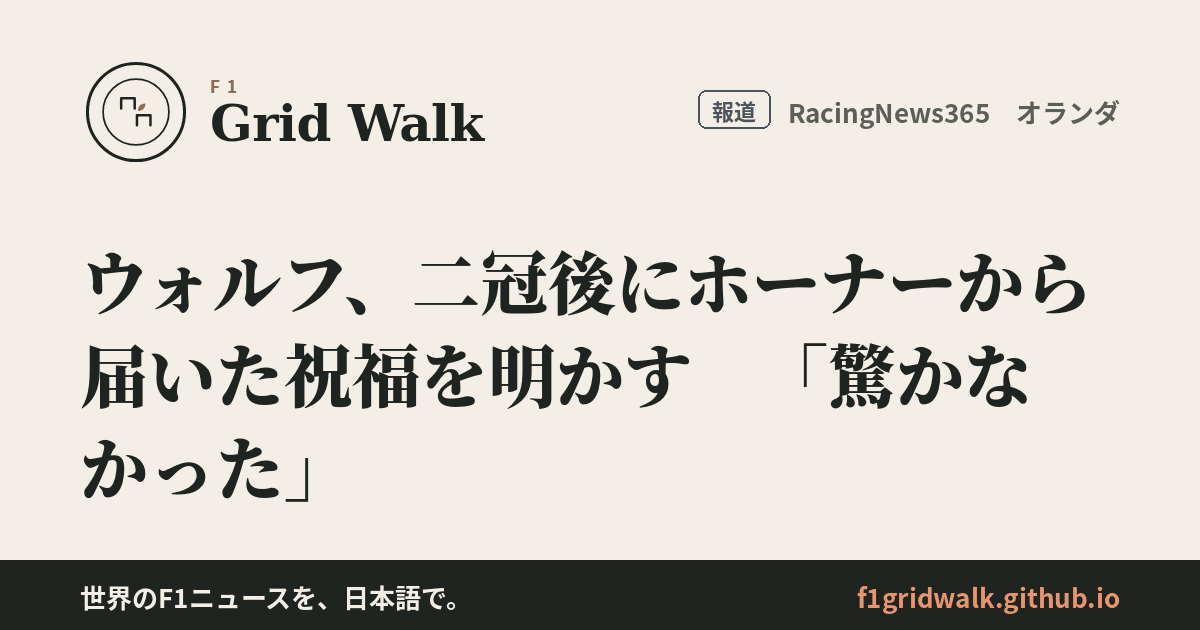 F1
Grid Walk
報道 RacingNews365 オランダ
ウォルフ、二冠後にホーナーから
届いた祝福を明かす　「驚かな
かった」
世界のF1ニュースを、日本語で。
f1gridwalk.github.io